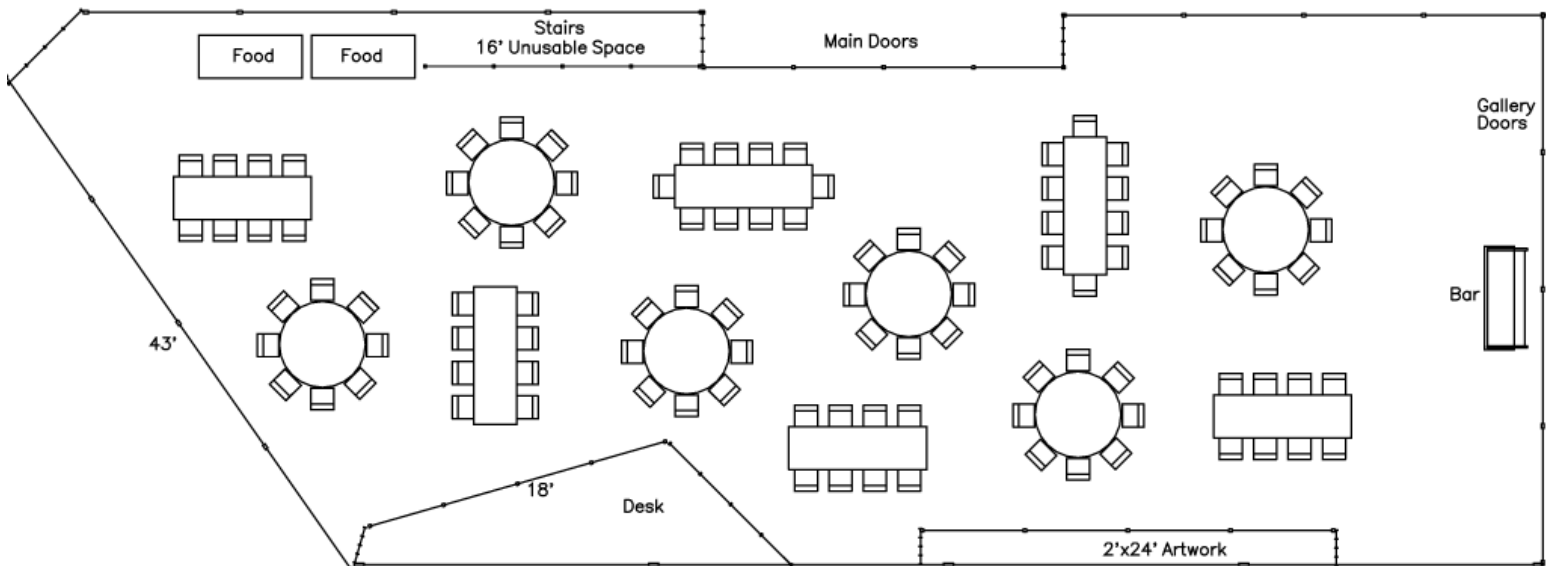 Stairs
16' Unusable Space
Main Doors
Food
Food
Gallery
Doors
Bar
43'
18'
Desk
2'x24' Artwork